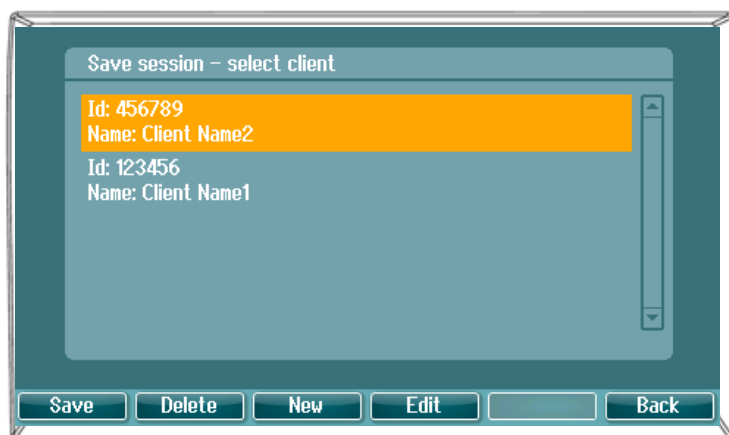 Save session – select client
Id: 456789
Name: Client Name2
Id: 123456
Name: Client Name1
Save Delete New Edit Back